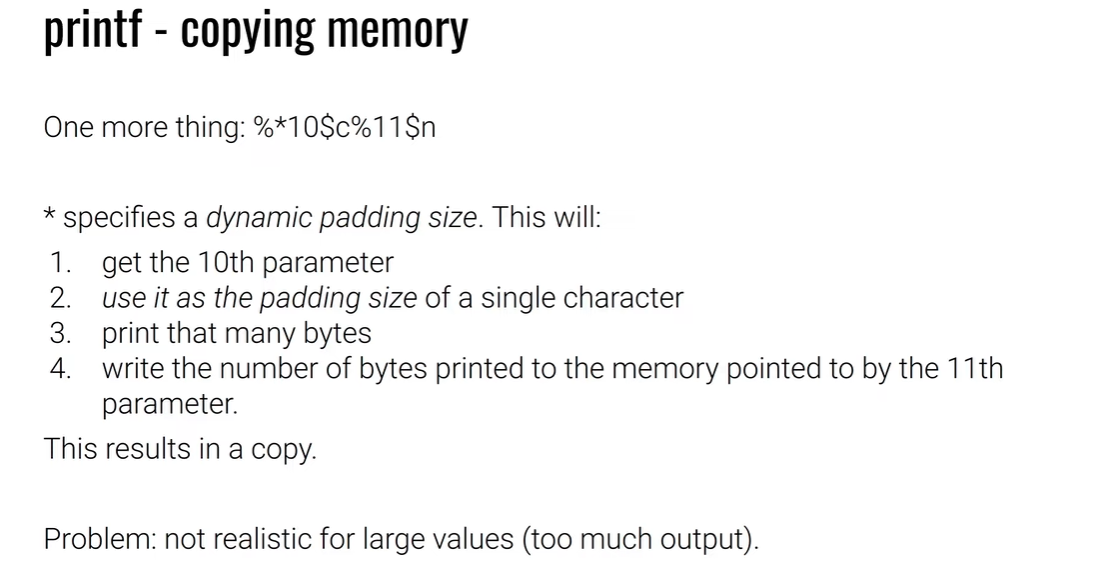 printf - copying memory
One more thing: %*10$c%11$n
* specifies a dynamic padding size. This will:
1. get the 10th parameter
2. use it as the padding size of a single character
3. print that many bytes
4. write the number of bytes printed to the memory pointed to by the 11th
parameter.
This results in a copy.
Problem: not realistic for large values (too much output).